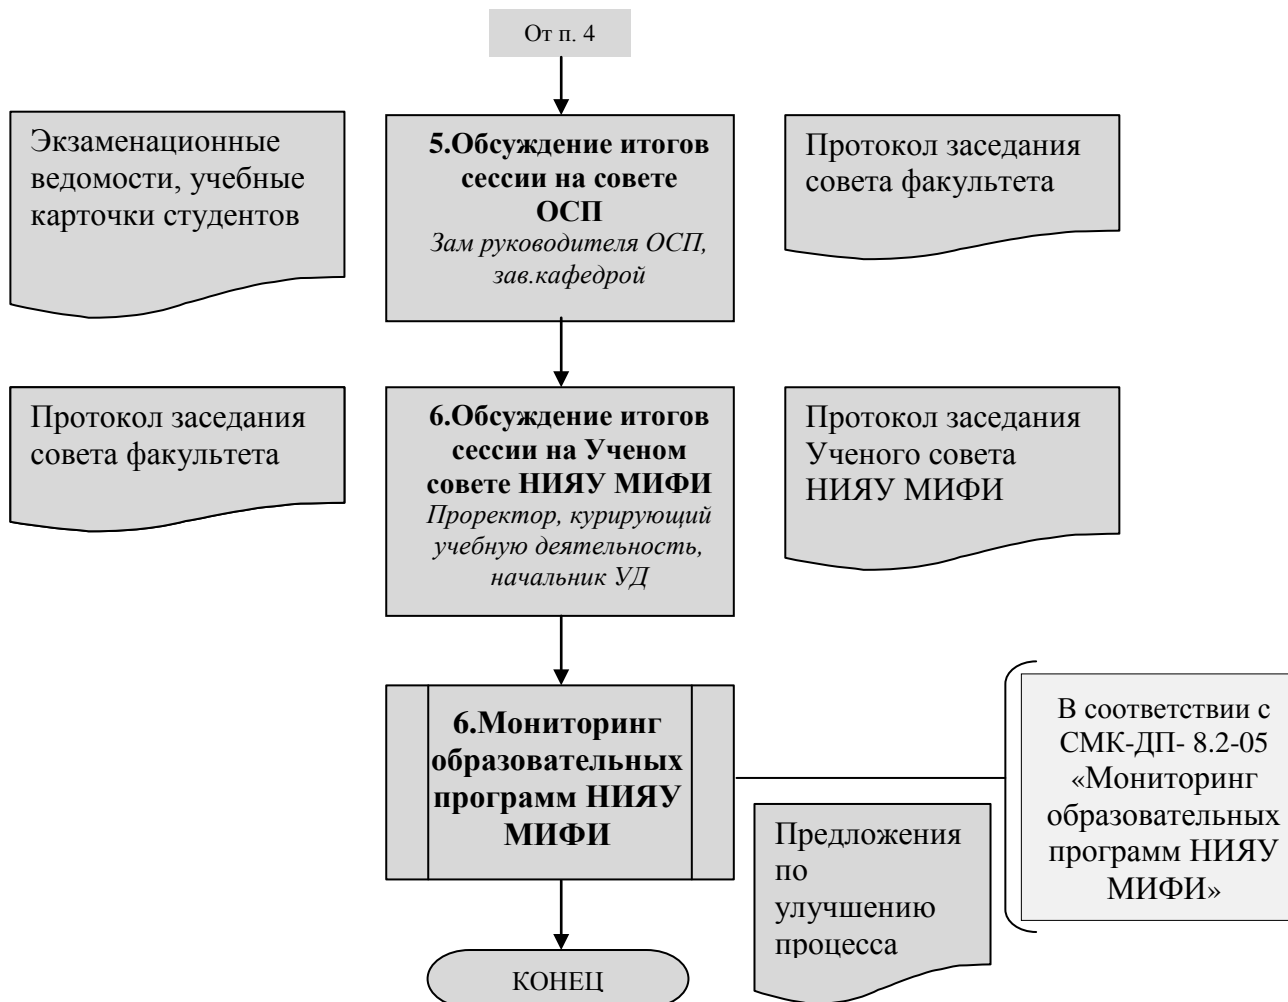 От п. 4
Экзаменационные
ведомости, учебные
карточки студентов
5.Обсуждение итогов
сессии на совете
ОСП
Зам руководителя ОСП,
зав.кафедрой
Протокол заседания
совета факультета
Протокол заседания
совета факультета
6.Обсуждение итогов
сессии на Ученом
совете НИЯУ МИФИ
Проректор, курирующий
учебную деятельность,
начальник УД
Протокол заседания
Ученого совета
НИЯУ МИФИ
6.Мониторинг
образовательных
программ НИЯУ
МИФИ
В соответствии с
СМК-ДП- 8.2-05
«Мониторинг
образовательных
программ НИЯУ
МИФИ»
Предложения
по
улучшению
процесса
КОНЕЦ